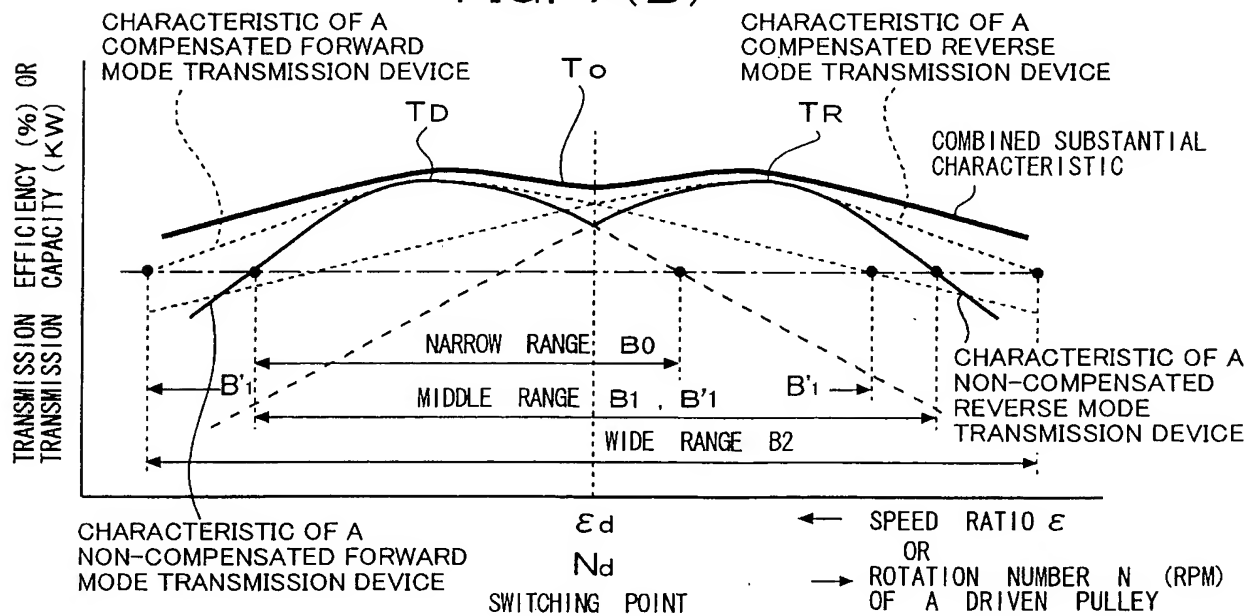 CHARACTERISTIC OF A
COMPENSATED FORWARD
MODE TRANSMISSION DEVICE
CHARACTERISTIC OF A
COMPENSATED REVERSE
MODE TRANSMISSION DEVICE
To
TD
TR
COMBINED SUBSTANTIAL
CHARACTERISTIC
TRANSMISSION EFFICIENCY (%) OR
TRANSMISSION CAPACITY (KW)
NARROW RANGE B0
B'1
MIDDLE RANGE B1 , B'1
B'1
WIDE RANGE B2
CHARACTERISTIC OF A
NON-COMPENSATED
REVERSE MODE
TRANSMISSION DEVICE
CHARACTERISTIC OF A
NON-COMPENSATED FORWARD
MODE TRANSMISSION DEVICE
εd
Nd
SWITCHING POINT
← SPEED RATIO ε
OR
→ ROTATION NUMBER N (RPM)
OF A DRIVEN PULLEY